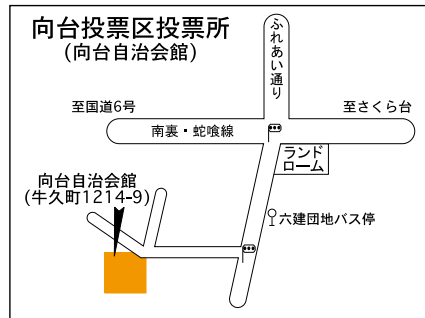 向台投票区投票所
(向台自治会館)
ふれあい通り
至国道6号
至さくら台
南裏・蛇喰線
ランド
ローム
向台自治会館
(牛久町1214-9)
六建団地バス停